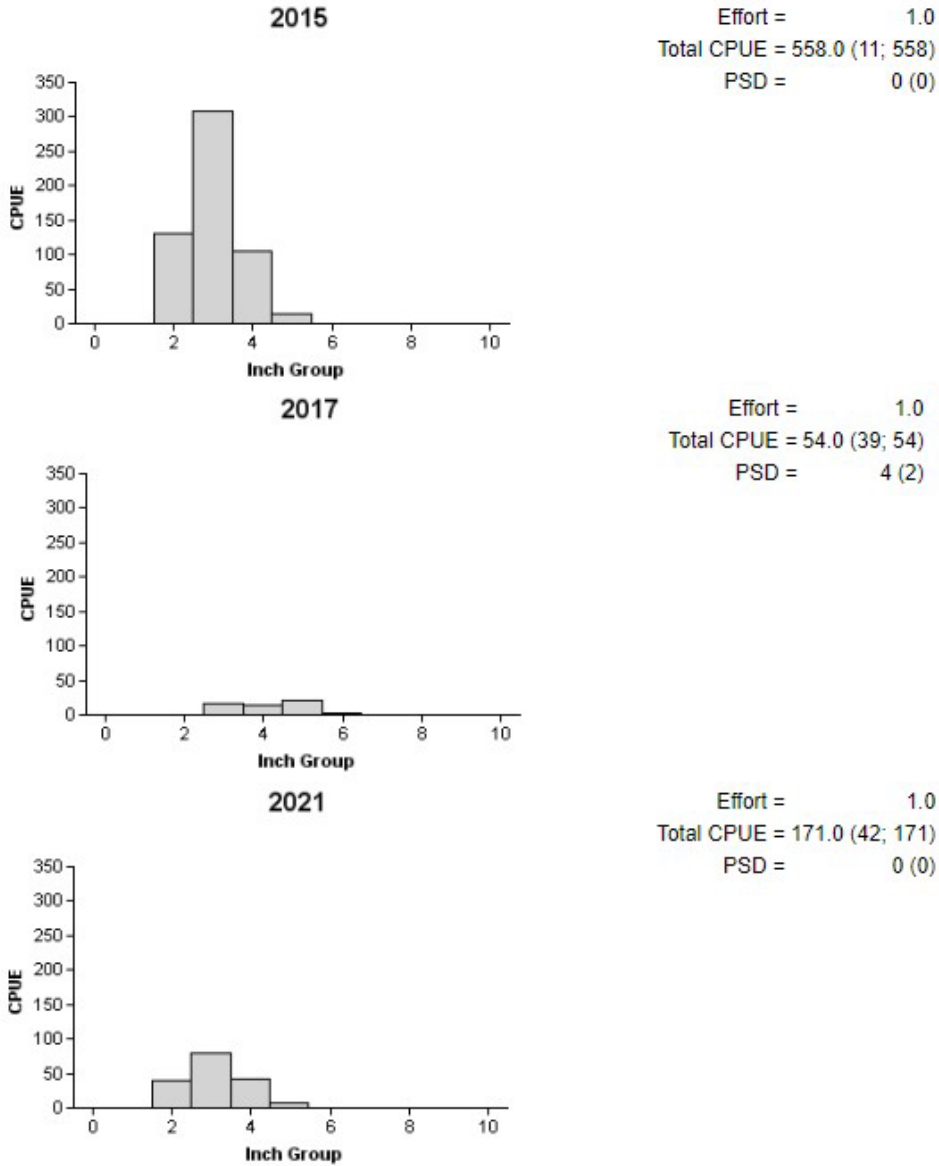 2015
Effort = 1.0
Total CPUE = 558.0 (11; 558)
PSD = 0 (0)
350
300
250
200
150
100
50
0
CPUE
0 2 4 6 8 10
Inch Group
2017
Effort = 1.0
Total CPUE = 54.0 (39; 54)
PSD = 4 (2)
350
300
250
200
150
100
50
0
CPUE
0 2 4 6 8 10
Inch Group
2021
Effort = 1.0
Total CPUE = 171.0 (42; 171)
PSD = 0 (0)
350
300
250
200
150
100
50
0
CPUE
0 2 4 6 8 10
Inch Group